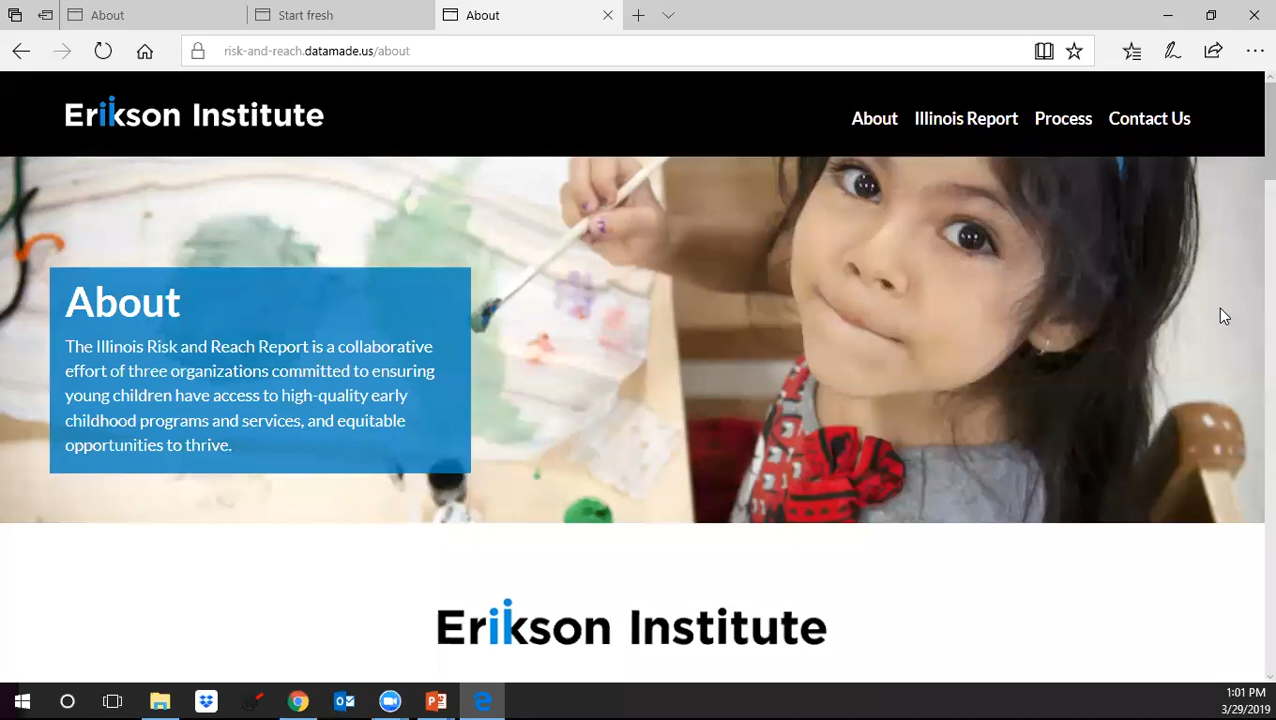 About
Start fresh
About
risk-and-reach.datamade.us/about
Erikson Institute
About Illinois Report Process Contact Us
About
The Illinois Risk and Reach Report is a collaborative
effort of three organizations committed to ensuring
young children have access to high-quality early
childhood programs and services, and equitable
opportunities to thrive.
Erikson Institute
1:01 PM
3/29/2019